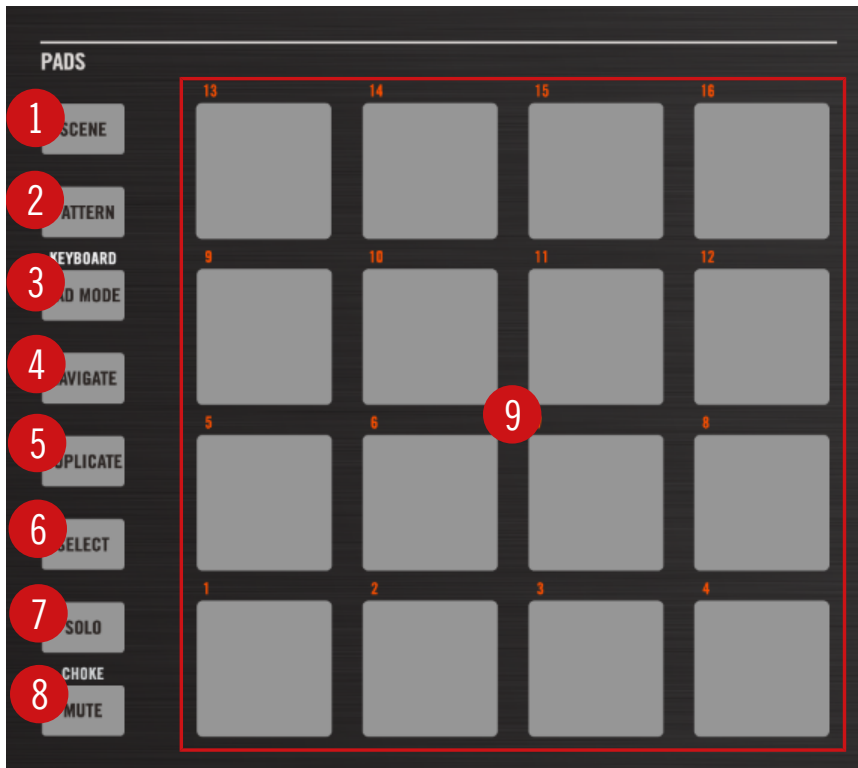 PADS
13 14 15 16
1 SCENE
2 ATTERN
KEYBOARD
9 10 11 12
3 AD MODE
4 AVIGATE
9
5 6 8
5 UPLICATE
6 SELECT
1 2 3 4
7 SOLO
CHOKE
8 MUTE